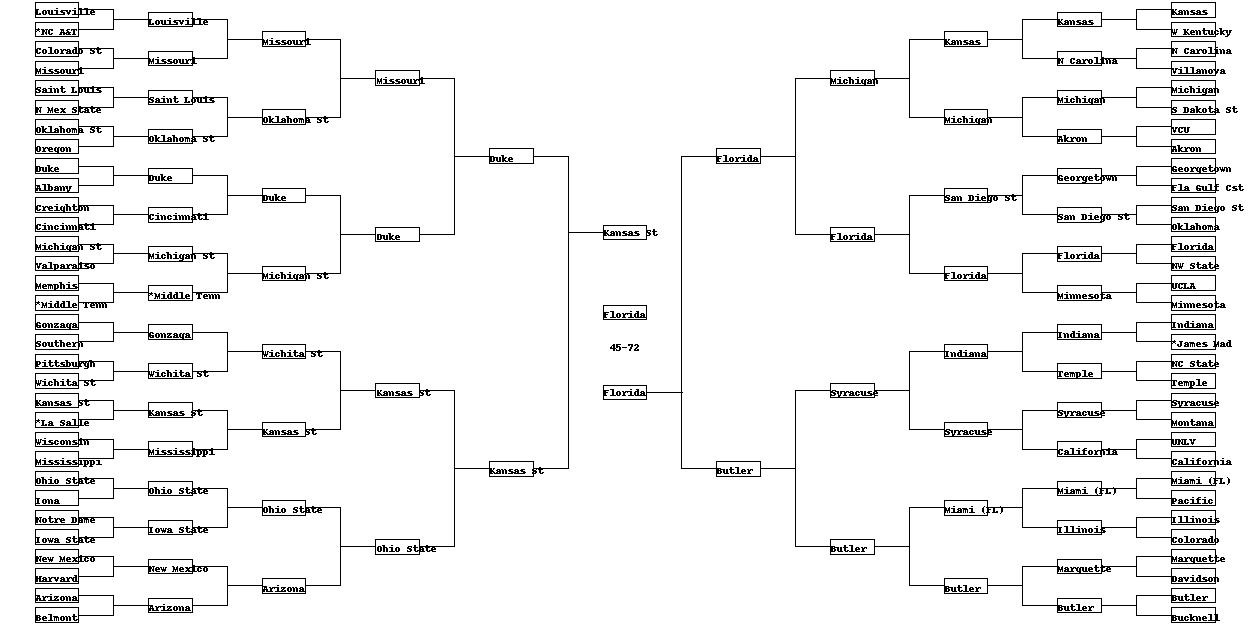 Louisville
*NC A&T
Colorado St
Missouri
Saint Louis
N Mex State
Oklahoma St
Oregon
Duke
Albany
Creighton
Cincinnati
Michigan St
Valparaiso
Memphis
*Middle Tenn
Gonzaga
Southern
Pittsburgh
Wichita St
Kansas St
*La Salle
Wisconsin
Mississippi
Ohio State
Iona
Notre Dame
Iowa State
New Mexico
Harvard
Arizona
Belmont
Louisville
Missouri
Saint Louis
Oklahoma St
Duke
Cincinnati
Michigan St
*Middle Tenn
Gonzaga
Wichita St
Kansas St
Mississippi
Ohio State
Iowa State
New Mexico
Arizona
Missouri
Oklahoma St
Duke
Michigan St
Wichita St
Kansas St
Ohio State
Arizona
Missouri
Duke
Kansas St
Ohio State
Duke
Kansas St
Kansas St
Florida
45-72
Florida
Florida
Butler
Michigan
Florida
Syracuse
Butler
Kansas
Michigan
San Diego St
Florida
Indiana
Syracuse
Miami (FL)
Butler
Kansas
N Carolina
Michigan
Akron
Georgetown
San Diego St
Florida
Minnesota
Indiana
Temple
Syracuse
California
Miami (FL)
Illinois
Marquette
Butler
Kansas
W Kentucky
N Carolina
Villanova
Michigan
S Dakota St
VCU
Akron
Georgetown
Fla Gulf Cst
San Diego St
Oklahoma
Florida
NW State
UCLA
Minnesota
Indiana
*James Mad
NC State
Temple
Syracuse
Montana
UNLV
California
Miami (FL)
Pacific
Illinois
Colorado
Marquette
Davidson
Butler
Bucknell